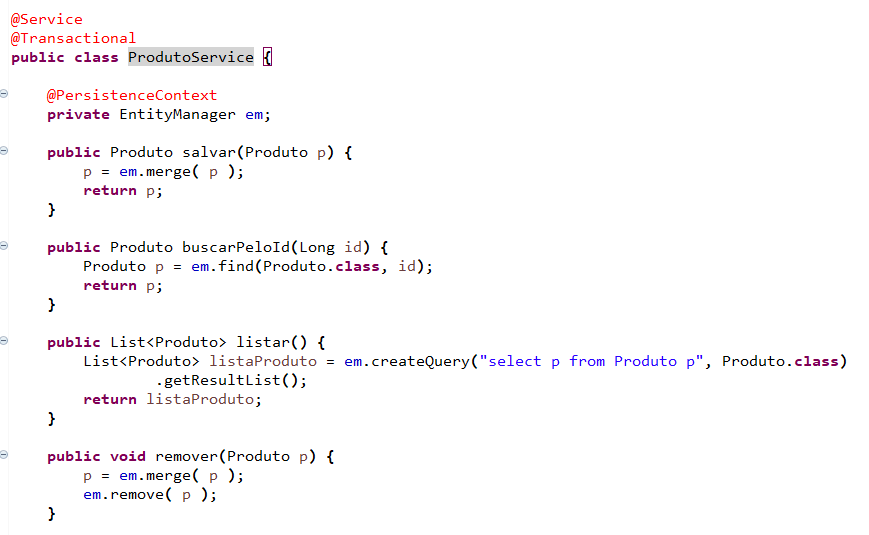 @Service
@Transactional
public class ProdutoService {
@PersistenceContext
private EntityManager em;
public Produto salvar(Produto p) {
p = em.merge( p );
return p;
}
public Produto buscarPeloId(Long id) {
Produto p = em.find(Produto.class, id);
return p;
}
public List<Produto> listar() {
List<Produto> listaProduto = em.createQuery("select p from Produto p", Produto.class)
.getResultList();
return listaProduto;
}
public void remover(Produto p) {
p = em.merge( p );
em.remove( p );
}